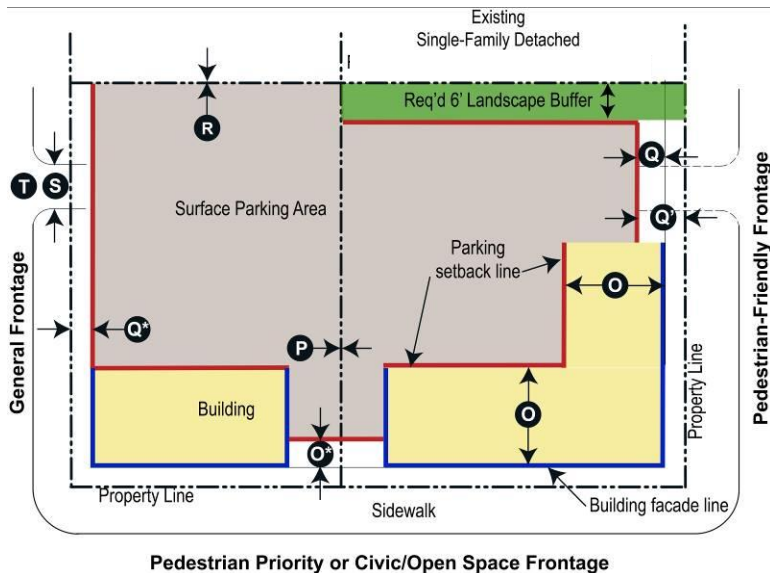 Existing
Single-Family Detached
Req'd 6' Landscape Buffer
R
Q
T S
Surface Parking Area
Q'
Parking
setback line
O
General Frontage
Pedestrian-Friendly Frontage
Q*
P
Property Line
Building
O
O*
Property Line
Sidewalk
Building facade line
Pedestrian Priority or Civic/Open Space Frontage